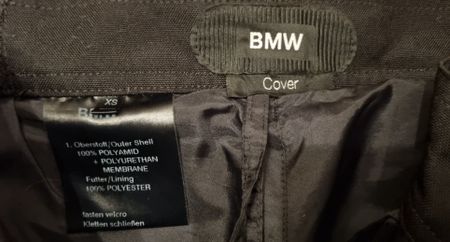 BMW
Cover
XS
1. Oberstoff/Outer Shell
100% POLYAMID
+ POLYURETHAN
MEMBRANE
Futter/Lining
100% POLYESTER
fasten velcro
Kletten schließen